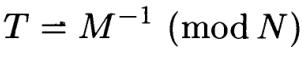 T ≐ M⁻¹ (mod N)